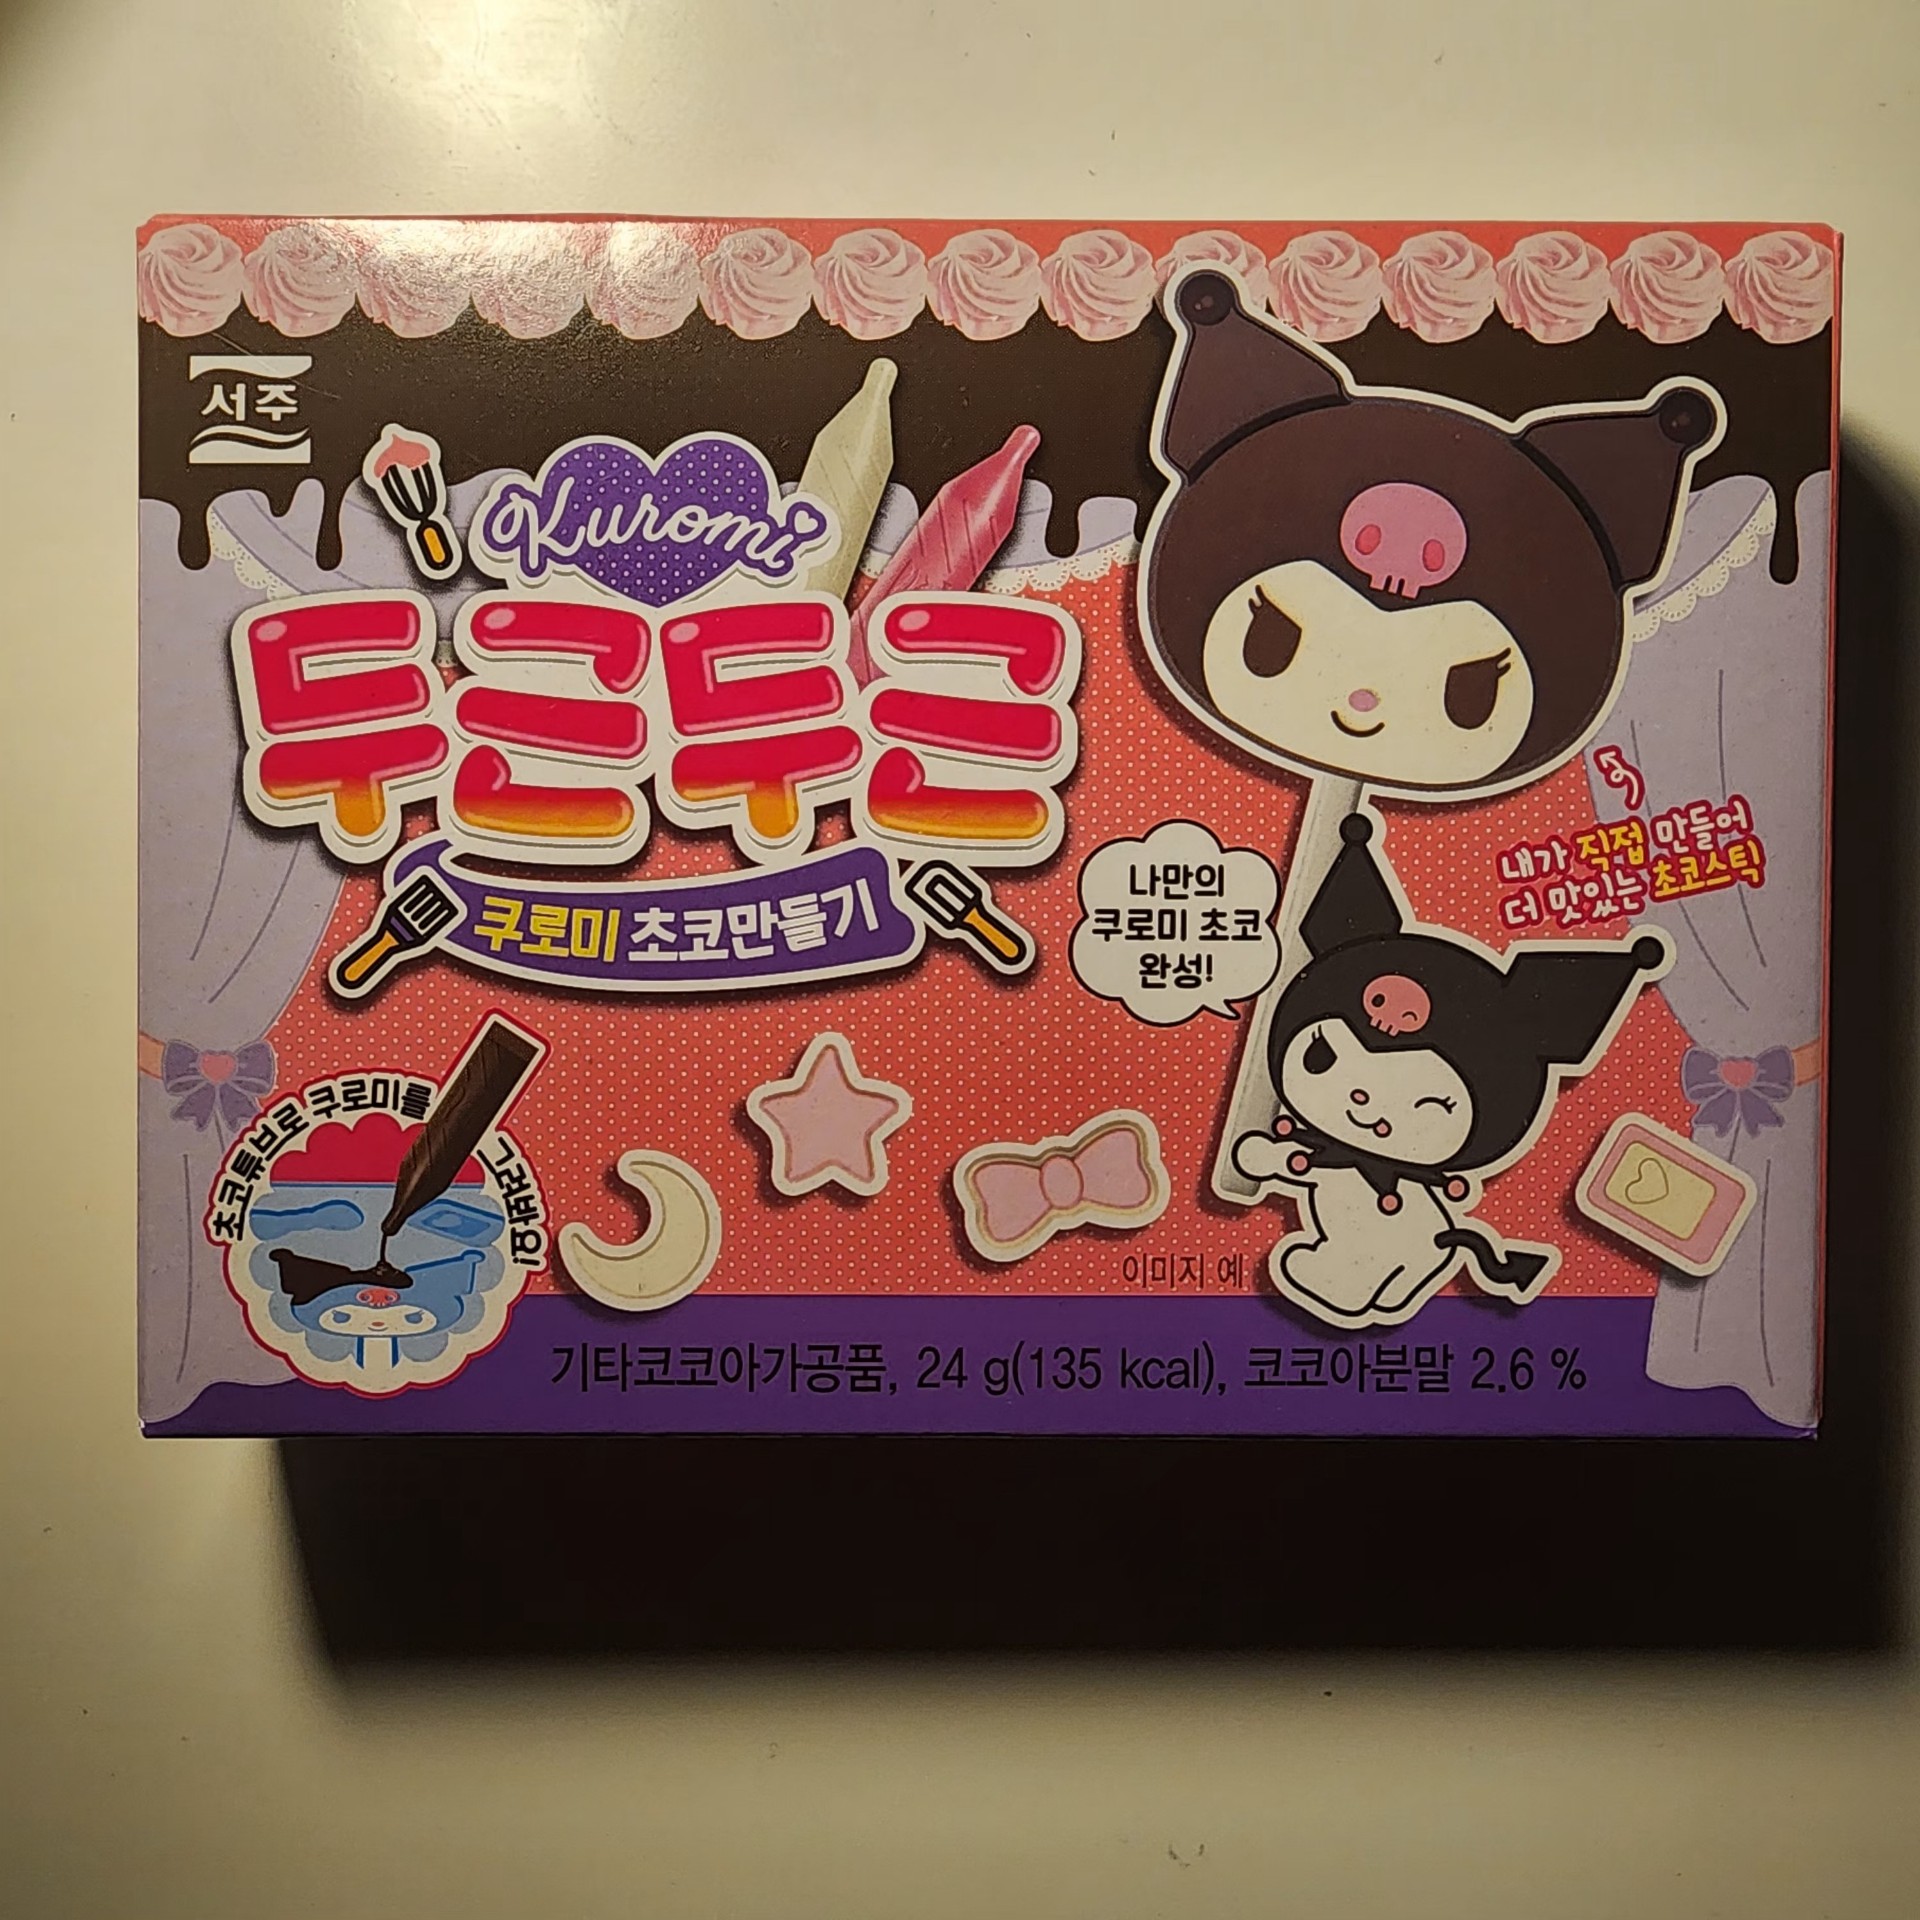 서주
Kuromi
두근두근
쿠로미 초코만들기
나만의
쿠로미 초코
완성!
내가 직접 만들어
더 맛있는 초코스틱
초코튜브로 쿠로미를
그려봐요!
이미지 예
기타코코아가공품, 24 g(135 kcal), 코코아분말 2.6 %